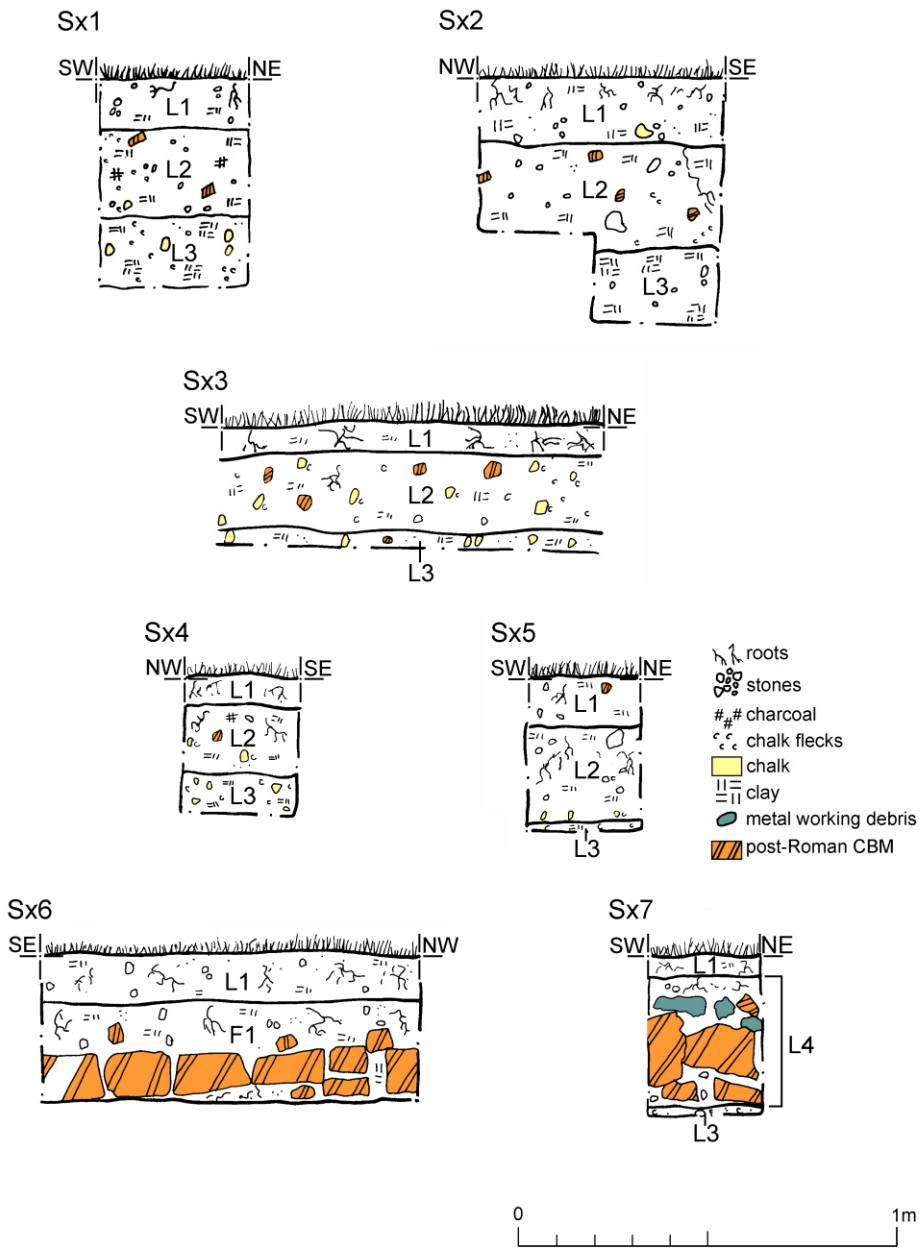 Sx1
SW NE
L1
L2
L3
Sx2
NW SE
L1
L2
L3
Sx3
SW NE
L1
L2
L3
Sx4
NW SE
L1
L2
L3
Sx5
SW NE
L1
L2
L3
roots
stones
charcoal
chalk flecks
chalk
clay
metal working debris
post-Roman CBM
Sx6
SE NW
L1
F1
Sx7
SW NE
L1
L4
L3
0 1m